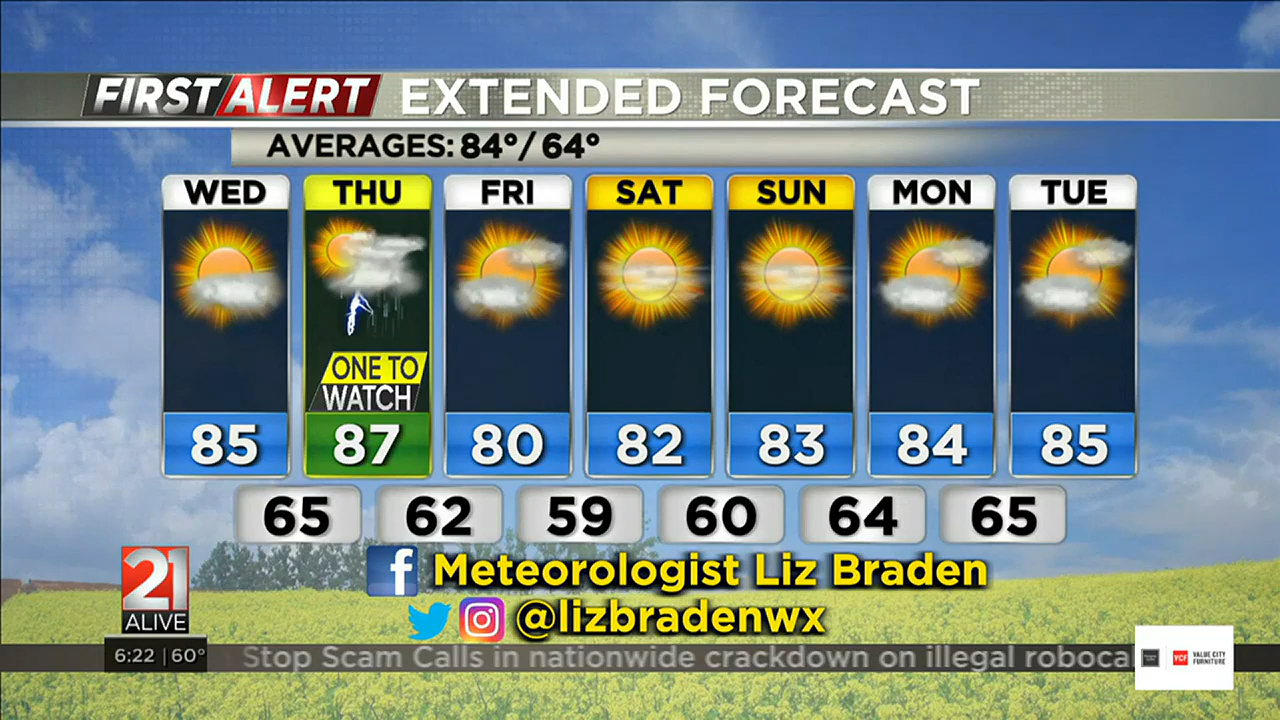 FIRST ALERT EXTENDED FORECAST
AVERAGES: 84°/ 64°
WED THU FRI SAT SUN MON TUE
ONE TO
WATCH
85 87 80 82 83 84 85
65 62 59 60 64 65
f Meteorologist Liz Braden
@lizbradenwx
21
ALIVE
6:22 | 60° Stop Scam Calls in nationwide crackdown on illegal roboca
VCF VALUE CITY
FURNITURE